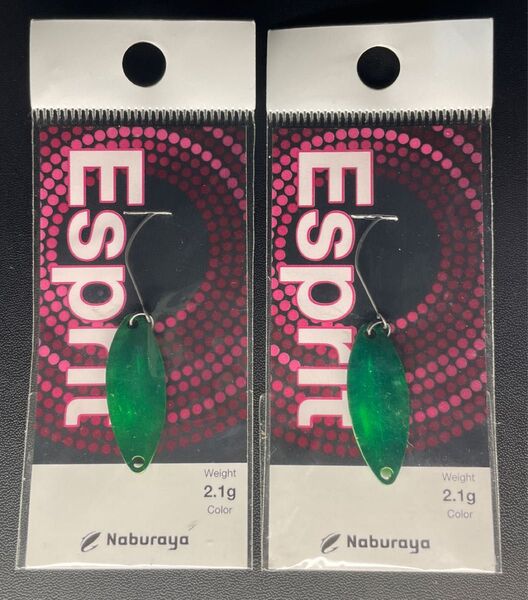 Esprit
Weight
2.1g
Color
Naburaya
Esprit
Weight
2.1g
Color
Naburaya